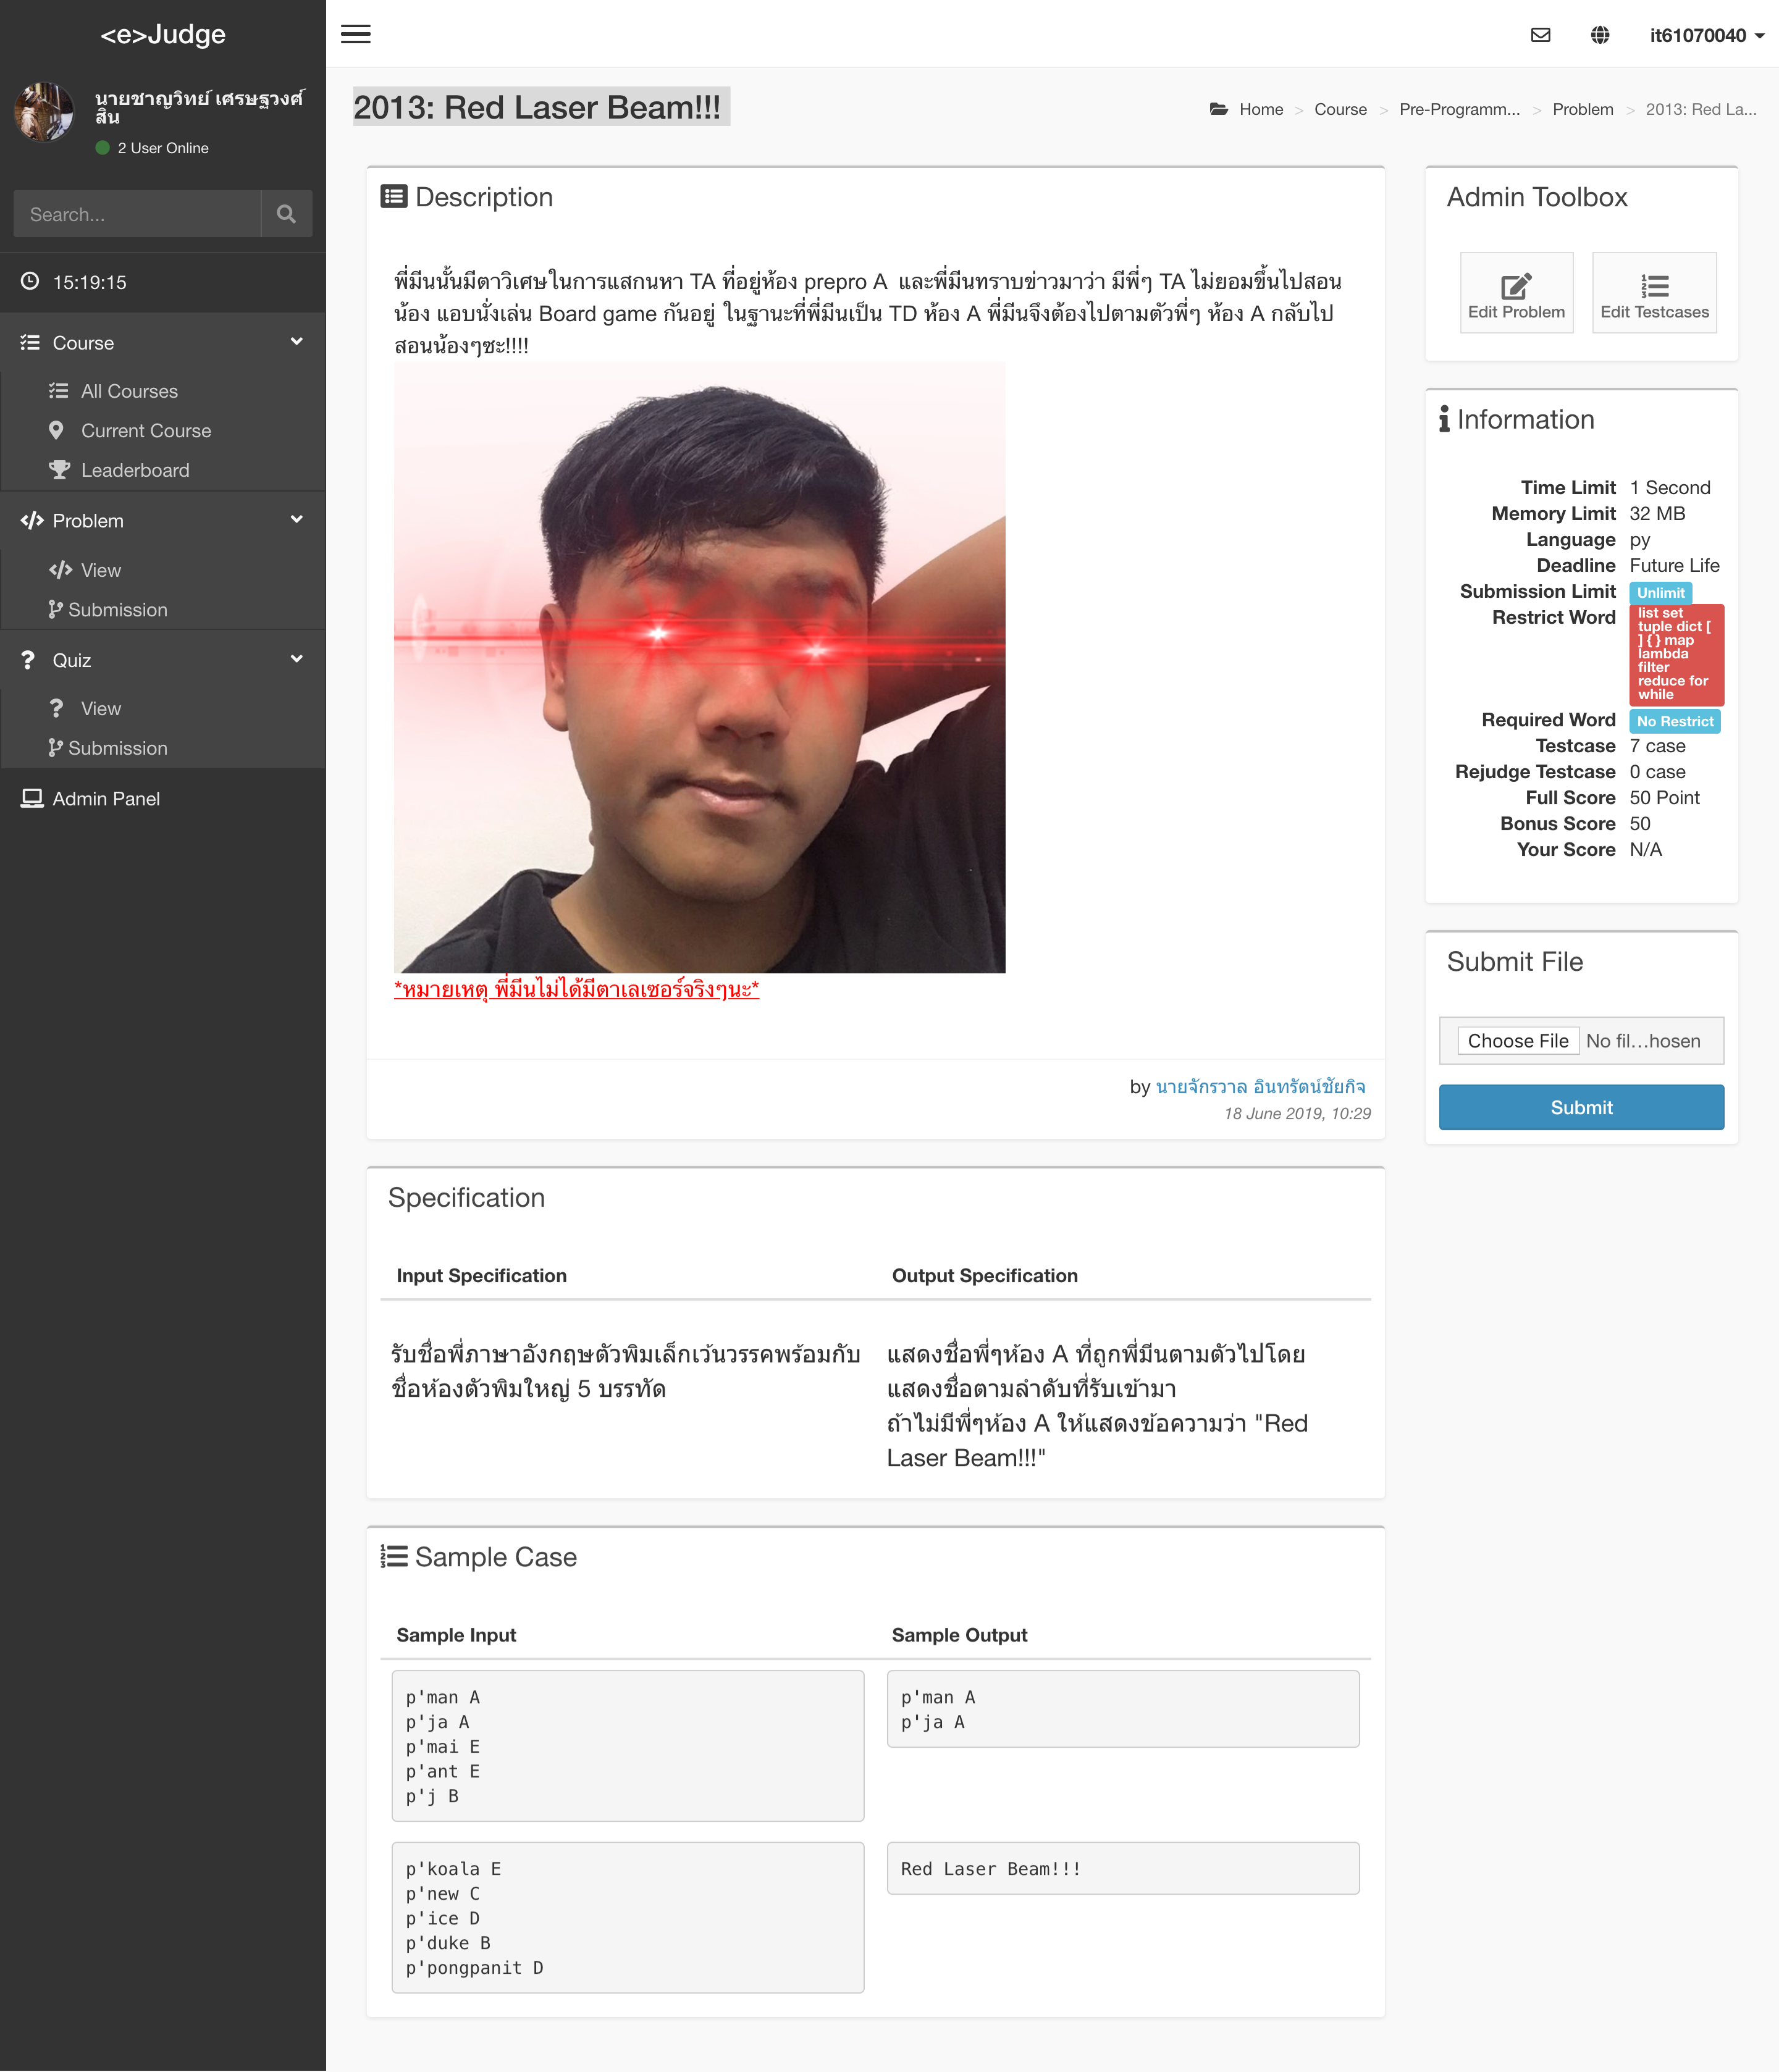 <e>Judge
it61070040
นายชาญวิทย์ เศรษฐวงศ์
สิน
2 User Online
Search...
15:19:15
Course
All Courses
Current Course
Leaderboard
Problem
View
Submission
Quiz
View
Submission
Admin Panel
2013: Red Laser Beam!!!
Home > Course > Pre-Programm... > Problem > 2013: Red La...
Description
พี่มีนนั้นมีตาวิเศษในการแสกนหา TA ที่อยู่ห้อง prepro A และพี่มีนทราบข่าวมาว่า มีพี่ๆ TA ไม่ยอมขึ้นไปสอน
น้อง แอบนั่งเล่น Board game กันอยู่ ในฐานะที่พี่มีนเป็น TD ห้อง A พี่มีนจึงต้องไปตามตัวพี่ๆ ห้อง A กลับไป
สอนน้องๆซะ!!!!
*หมายเหตุ พี่มีนไม่ได้มีตาเลเซอร์จริงๆนะ*
by นายจักรวาล อินทรัตน์ชัยกิจ
18 June 2019, 10:29
Specification
Input Specification
รับชื่อพี่ภาษาอังกฤษตัวพิมเล็กเว้นวรรคพร้อมกับ
ชื่อห้องตัวพิมใหญ่ 5 บรรทัด
Output Specification
แสดงชื่อพี่ๆห้อง A ที่ถูกพี่มีนตามตัวไปโดย
แสดงชื่อตามลำดับที่รับเข้ามา
ถ้าไม่มีพี่ๆห้อง A ให้แสดงข้อความว่า "Red
Laser Beam!!!"
Sample Case
Sample Input
Sample Output
p'man A
p'ja A
p'mai E
p'ant E
p'j B
p'man A
p'ja A
p'koala E
p'new C
p'ice D
p'duke B
p'pongpanit D
Red Laser Beam!!!
Admin Toolbox
Edit Problem
Edit Testcases
Information
Time Limit 1 Second
Memory Limit 32 MB
Language py
Deadline Future Life
Submission Limit Unlimit
Restrict Word list set
tuple dict [
] { } map
lambda
filter
reduce for
while
Required Word No Restrict
Testcase 7 case
Rejudge Testcase 0 case
Full Score 50 Point
Bonus Score 50
Your Score N/A
Submit File
Choose File No fil...hosen
Submit